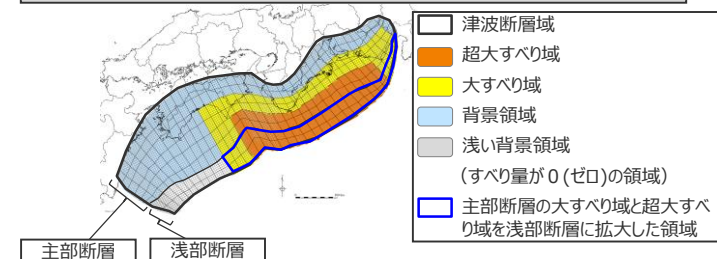 津波断層域
超大すべり域
大すべり域
背景領域
浅い背景領域
(すべり量が0(ゼロ)の領域)
主部断層の大すべり域と超大すべ
り域を浅部断層に拡大した領域
主部断層
浅部断層